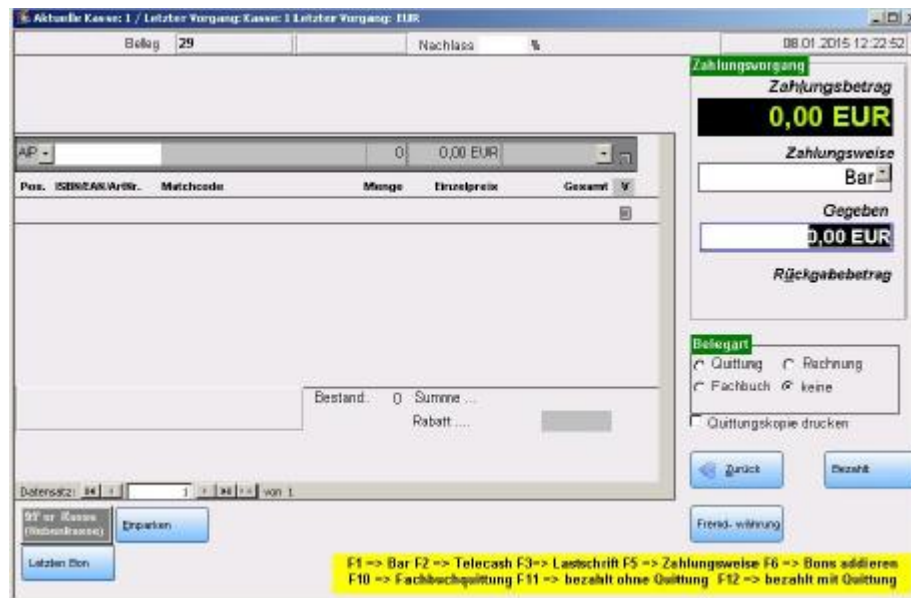 Aktuelle Kasse: 1 / Letzter Vorgang: Kasse: 1 Letzter Vorgang: EUR
Beleg 29 Nachlass % 08.01.2015 12:22:52
Zahlungsvorgang
Zahlungsbetrag
0,00 EUR
AP 0 0,00 EUR
Zahlungsweise
Bar
Pos. ISBN/EAN/ArtNr. Matchcode Menge Einzelpreis Gesamt V
Gegeben
0,00 EUR
Rückgabebetrag
Belegart
Quittung Rechnung
Fachbuch keine
Quittungskopie drucken
Bestand: 0 Summe ...
Rabatt ....
Zurück Bezahlt
Datensatz: 1 von 1
(Nebenkasse)
Einparken
Fremd- währung
Letzten Bon
F1 => Bar F2 => Telecash F3=> Lastschrift F5 => Zahlungsweise F6 => Bons addieren
F10 => Fachbuchquittung F11 => bezahlt ohne Quittung F12 => bezahlt mit Quittung